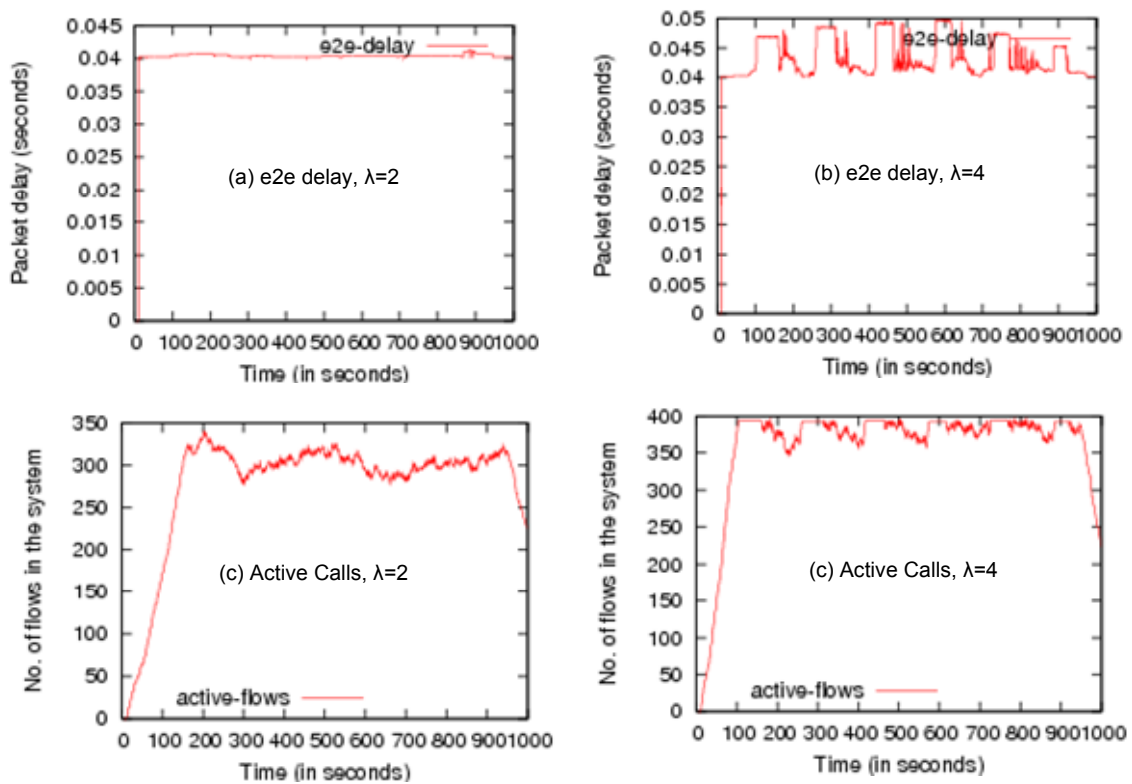 0.045
0.04
0.035
0.03
0.025
0.02
0.015
0.01
0.005
0
Packet delay (seconds)
e2e-delay
(a) e2e delay, λ=2
0 100 200 300 400 500 600 700 800 9001000
Time (in seconds)
0.05
0.045
0.04
0.035
0.03
0.025
0.02
0.015
0.01
0.005
0
Packet delay (seconds)
e2e-delay
(b) e2e delay, λ=4
0 100 200 300 400 500 600 700 800 9001000
Time (in seconds)
350
300
250
200
150
100
50
0
No. of flows in the system
(c) Active Calls, λ=2
active-flows
0 100 200 300 400 500 600 700 800 9001000
Time (in seconds)
400
350
300
250
200
150
100
50
0
No. of flows in the system
(c) Active Calls, λ=4
active-flows
0 100 200 300 400 500 600 700 800 9001000
Time (in seconds)